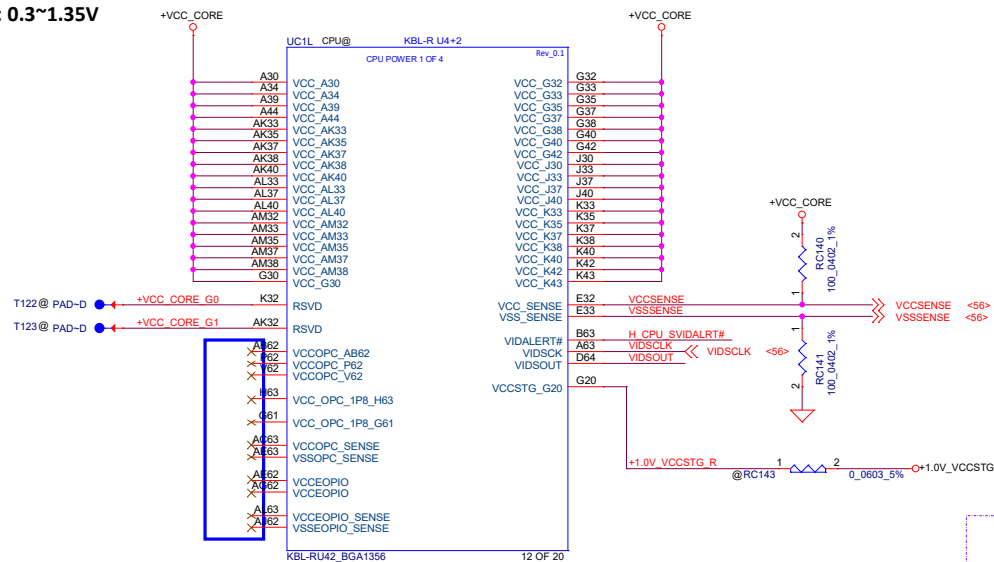 : 0.3~1.35V
+VCC_CORE
+VCC_CORE
UC1L CPU@ KBL-R U4+2
Rev_0.1
CPU POWER 1 OF 4
A30 VCC_A30
A34 VCC_A34
A39 VCC_A39
A44 VCC_A44
AK33 VCC_AK33
AK35 VCC_AK35
AK37 VCC_AK37
AK38 VCC_AK38
AK40 VCC_AK40
AL33 VCC_AL33
AL37 VCC_AL37
AL40 VCC_AL40
AM32 VCC_AM32
AM33 VCC_AM33
AM35 VCC_AM35
AM37 VCC_AM37
AM38 VCC_AM38
G30 VCC_G30
T122@ PAD~D +VCC_CORE_G0 K32 RSVD
T123@ PAD~D +VCC_CORE_G1 AK32 RSVD
AB62 VCCOPC_AB62
P62 VCCOPC_P62
V62 VCCOPC_V62
H63 VCC_OPC_1P8_H63
G61 VCC_OPC_1P8_G61
AC63 VCCOPC_SENSE
AE63 VSSOPC_SENSE
AE62 VCCEOPIO
AG62 VCCEOPIO
AL63 VCCEOPIO_SENSE
AJ62 VSSEOPIO_SENSE
VCC_G32 G32
VCC_G33 G33
VCC_G35 G35
VCC_G37 G37
VCC_G38 G38
VCC_G40 G40
VCC_G42 G42
VCC_J30 J30
VCC_J33 J33
VCC_J37 J37
VCC_J40 J40
VCC_K33 K33
VCC_K35 K35
VCC_K37 K37
VCC_K38 K38
VCC_K40 K40
VCC_K42 K42
VCC_K43 K43
VCC_SENSE E32 VCCSENSE
VSS_SENSE E33 VSSSENSE
VIDALERT# B63 H_CPU_SVIDALRT#
VIDSCK A63 VIDSCLK VIDSCLK <56>
VIDSOUT D64 VIDSOUT
VCCSTG_G20 G20
+VCC_CORE
2
RC140
100_0402_1%
1
VCCSENSE <56>
VSSSENSE <56>
1
RC141
100_0402_1%
2
+1.0V_VCCSTG_R 1 2 +1.0V_VCCSTG
@RC143 0_0603_5%
KBL-RU42_BGA1356 12 OF 20